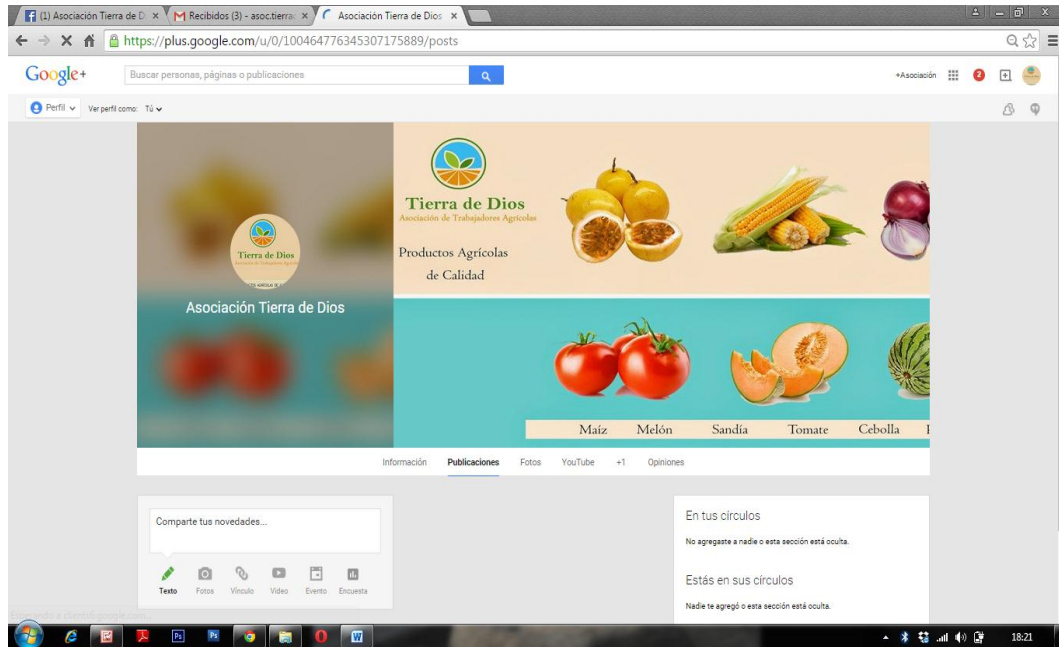 (1) Asociación Tierra de D
Recibidos (3) - asoc.tierra
Asociación Tierra de Dios
https://plus.google.com/u/0/100464776345307175889/posts
Google+
Buscar personas, páginas o publicaciones
+Asociación
2
Perfil
Ver perfil como: Tú
Tierra de Dios
Asociación de Trabajadores Agrícolas
Productos Agrícolas
de Calidad
Tierra de Dios
Asociación Tierra de Dios
Maíz Melón Sandía Tomate Cebolla
Información Publicaciones Fotos YouTube +1 Opiniones
Comparte tus novedades...
Texto Fotos Vínculo Video Evento Encuesta
En tus círculos
No agregaste a nadie o esta sección está oculta.
Estás en sus círculos
Nadie te agregó o esta sección está oculta.
Ps Ps W
18:21